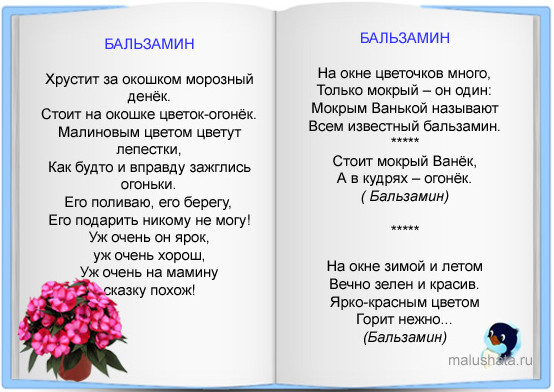 БАЛЬЗАМИН
Хрустит за окошком морозный
денёк.
Стоит на окошке цветок-огонёк.
Малиновым цветом цветут
лепестки,
Как будто и вправду зажглись
огоньки.
Его поливаю, его берегу,
Его подарить никому не могу!
Уж очень он ярок,
уж очень хорош,
Уж очень на мамину
сказку похож!
БАЛЬЗАМИН
На окне цветочков много,
Только мокрый – он один:
Мокрым Ванькой называют
Всем известный бальзамин.
*****
Стоит мокрый Ванёк,
А в кудрях – огонёк.
( Бальзамин)
*****
На окне зимой и летом
Вечно зелен и красив.
Ярко-красным цветом
Горит нежно...
(Бальзамин)
malushata.ru